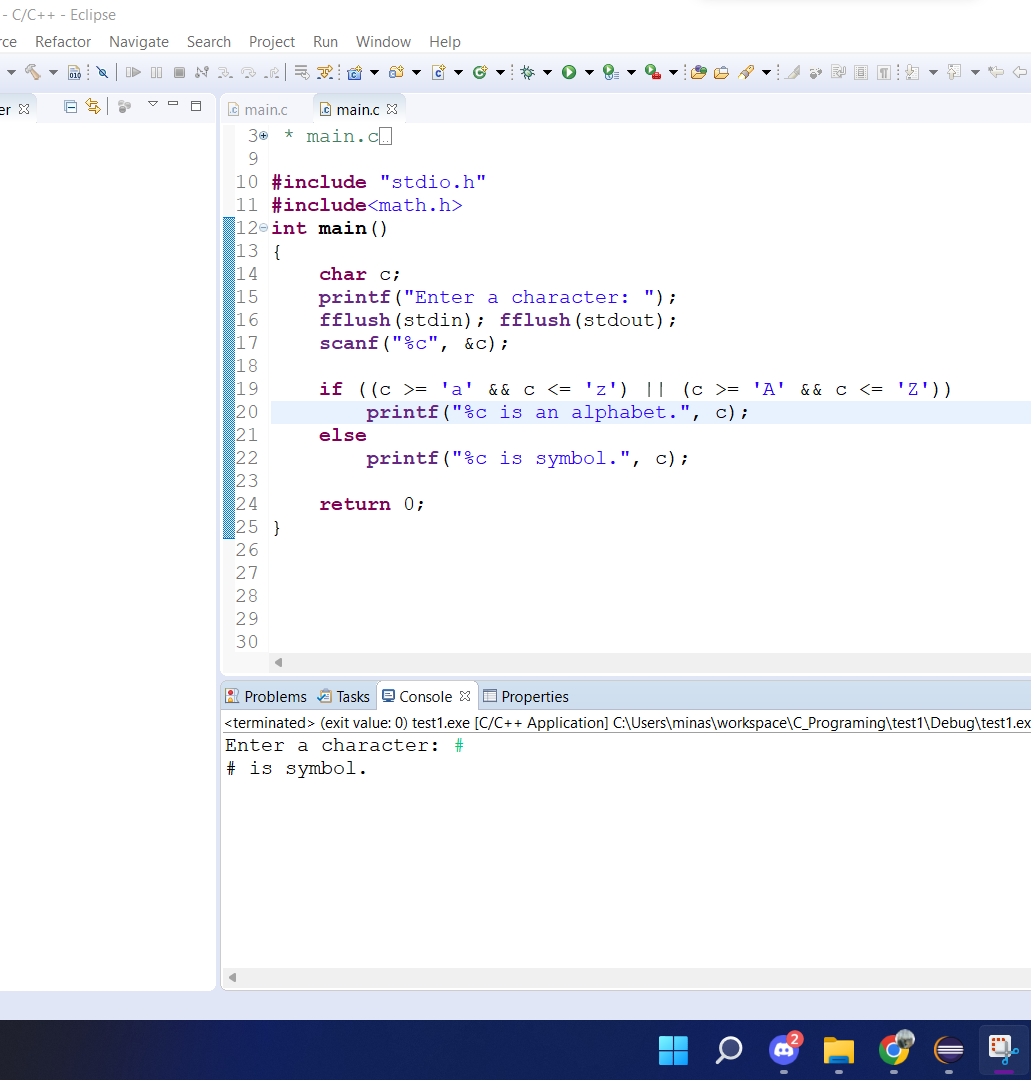 - C/C++ - Eclipse
rce Refactor Navigate Search Project Run Window Help
er main.c main.c
3 * main.c
9
10 #include "stdio.h"
11 #include<math.h>
12 int main()
13 {
14 char c;
15 printf("Enter a character: ");
16 fflush(stdin); fflush(stdout);
17 scanf("%c", &c);
18
19 if ((c >= 'a' && c <= 'z') || (c >= 'A' && c <= 'Z'))
20 printf("%c is an alphabet.", c);
21 else
22 printf("%c is symbol.", c);
23
24 return 0;
25 }
26
27
28
29
30
Problems Tasks Console Properties
<terminated> (exit value: 0) test1.exe [C/C++ Application] C:\Users\minas\workspace\C_Programing\test1\Debug\test1.ex
Enter a character: #
# is symbol.
2